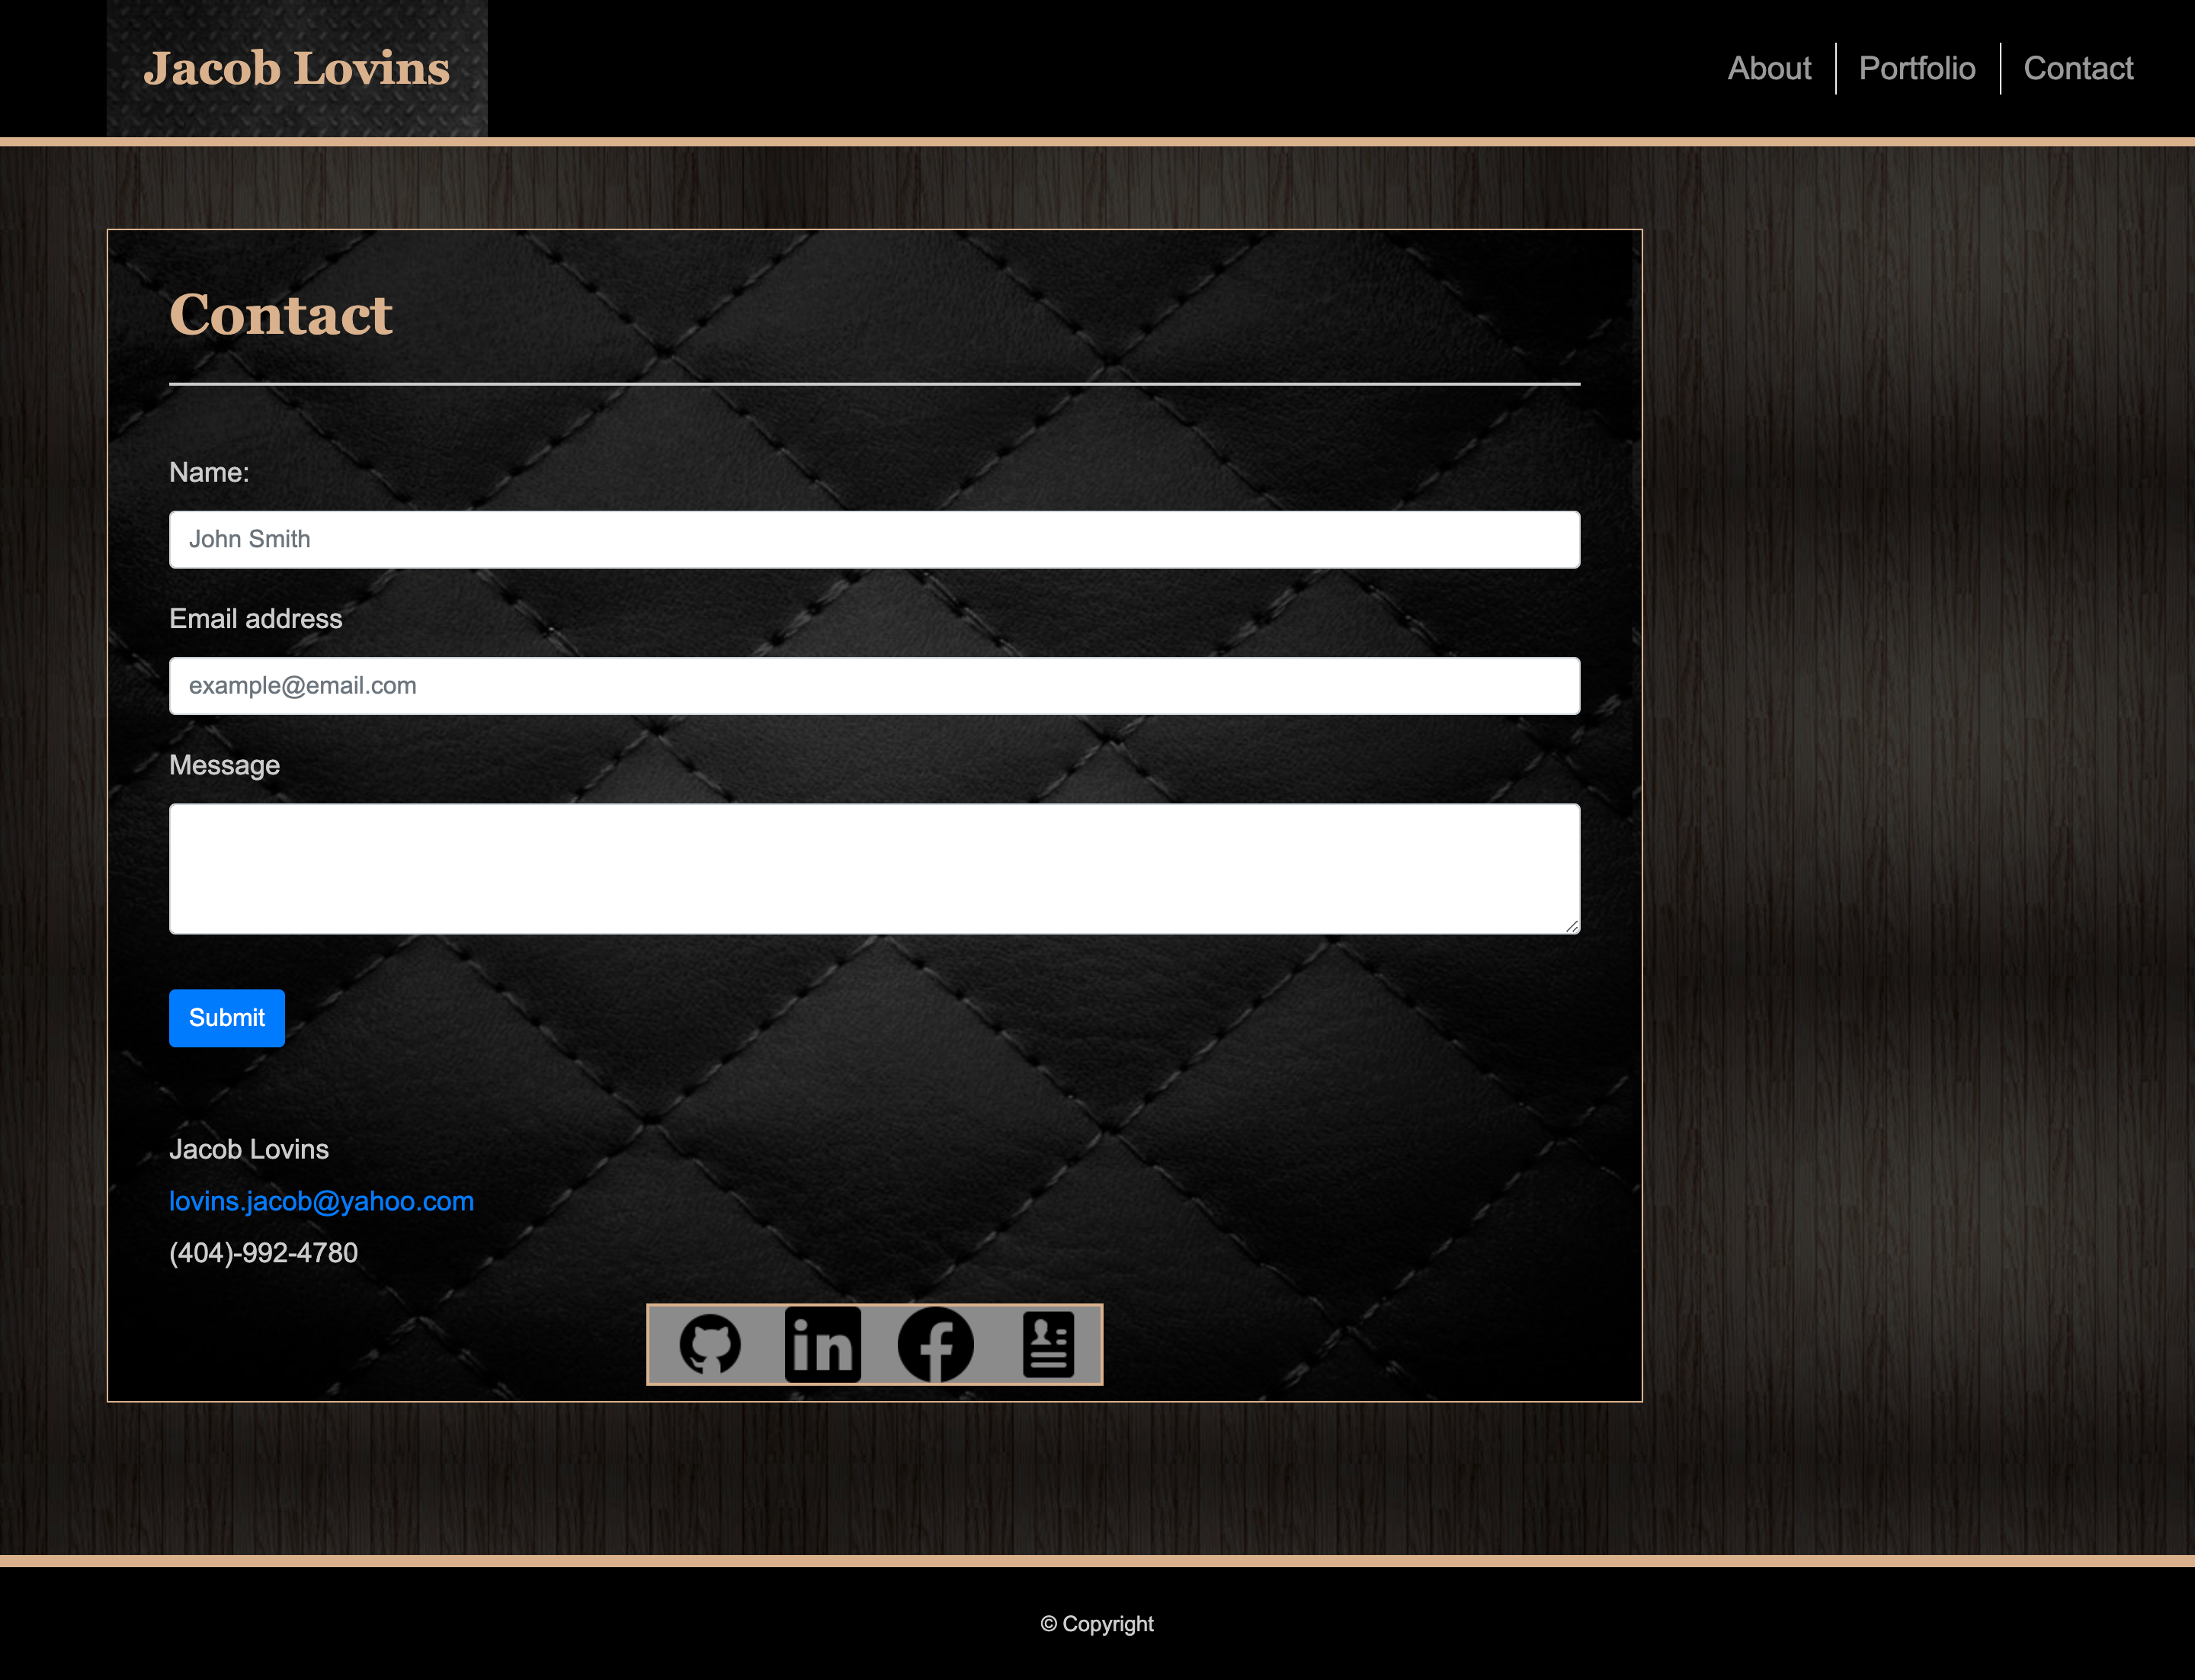 Jacob Lovins
About
Portfolio
Contact
Contact
Name:
John Smith
Email address
example@email.com
Message
Submit
Jacob Lovins
lovins.jacob@yahoo.com
(404)-992-4780
in
© Copyright